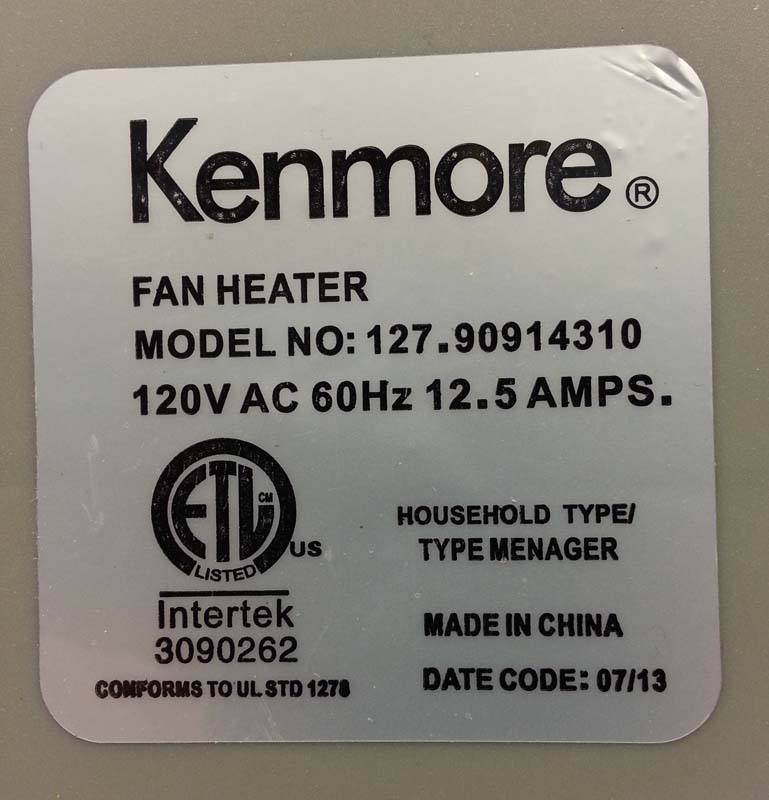 Kenmore®
FAN HEATER
MODEL NO: 127.90914310
120V AC 60Hz 12.5 AMPS.
ETL CM
US
LISTED
Intertek
3090262
CONFORMS TO UL STD 1278
HOUSEHOLD TYPE/
TYPE MENAGER
MADE IN CHINA
DATE CODE: 07/13